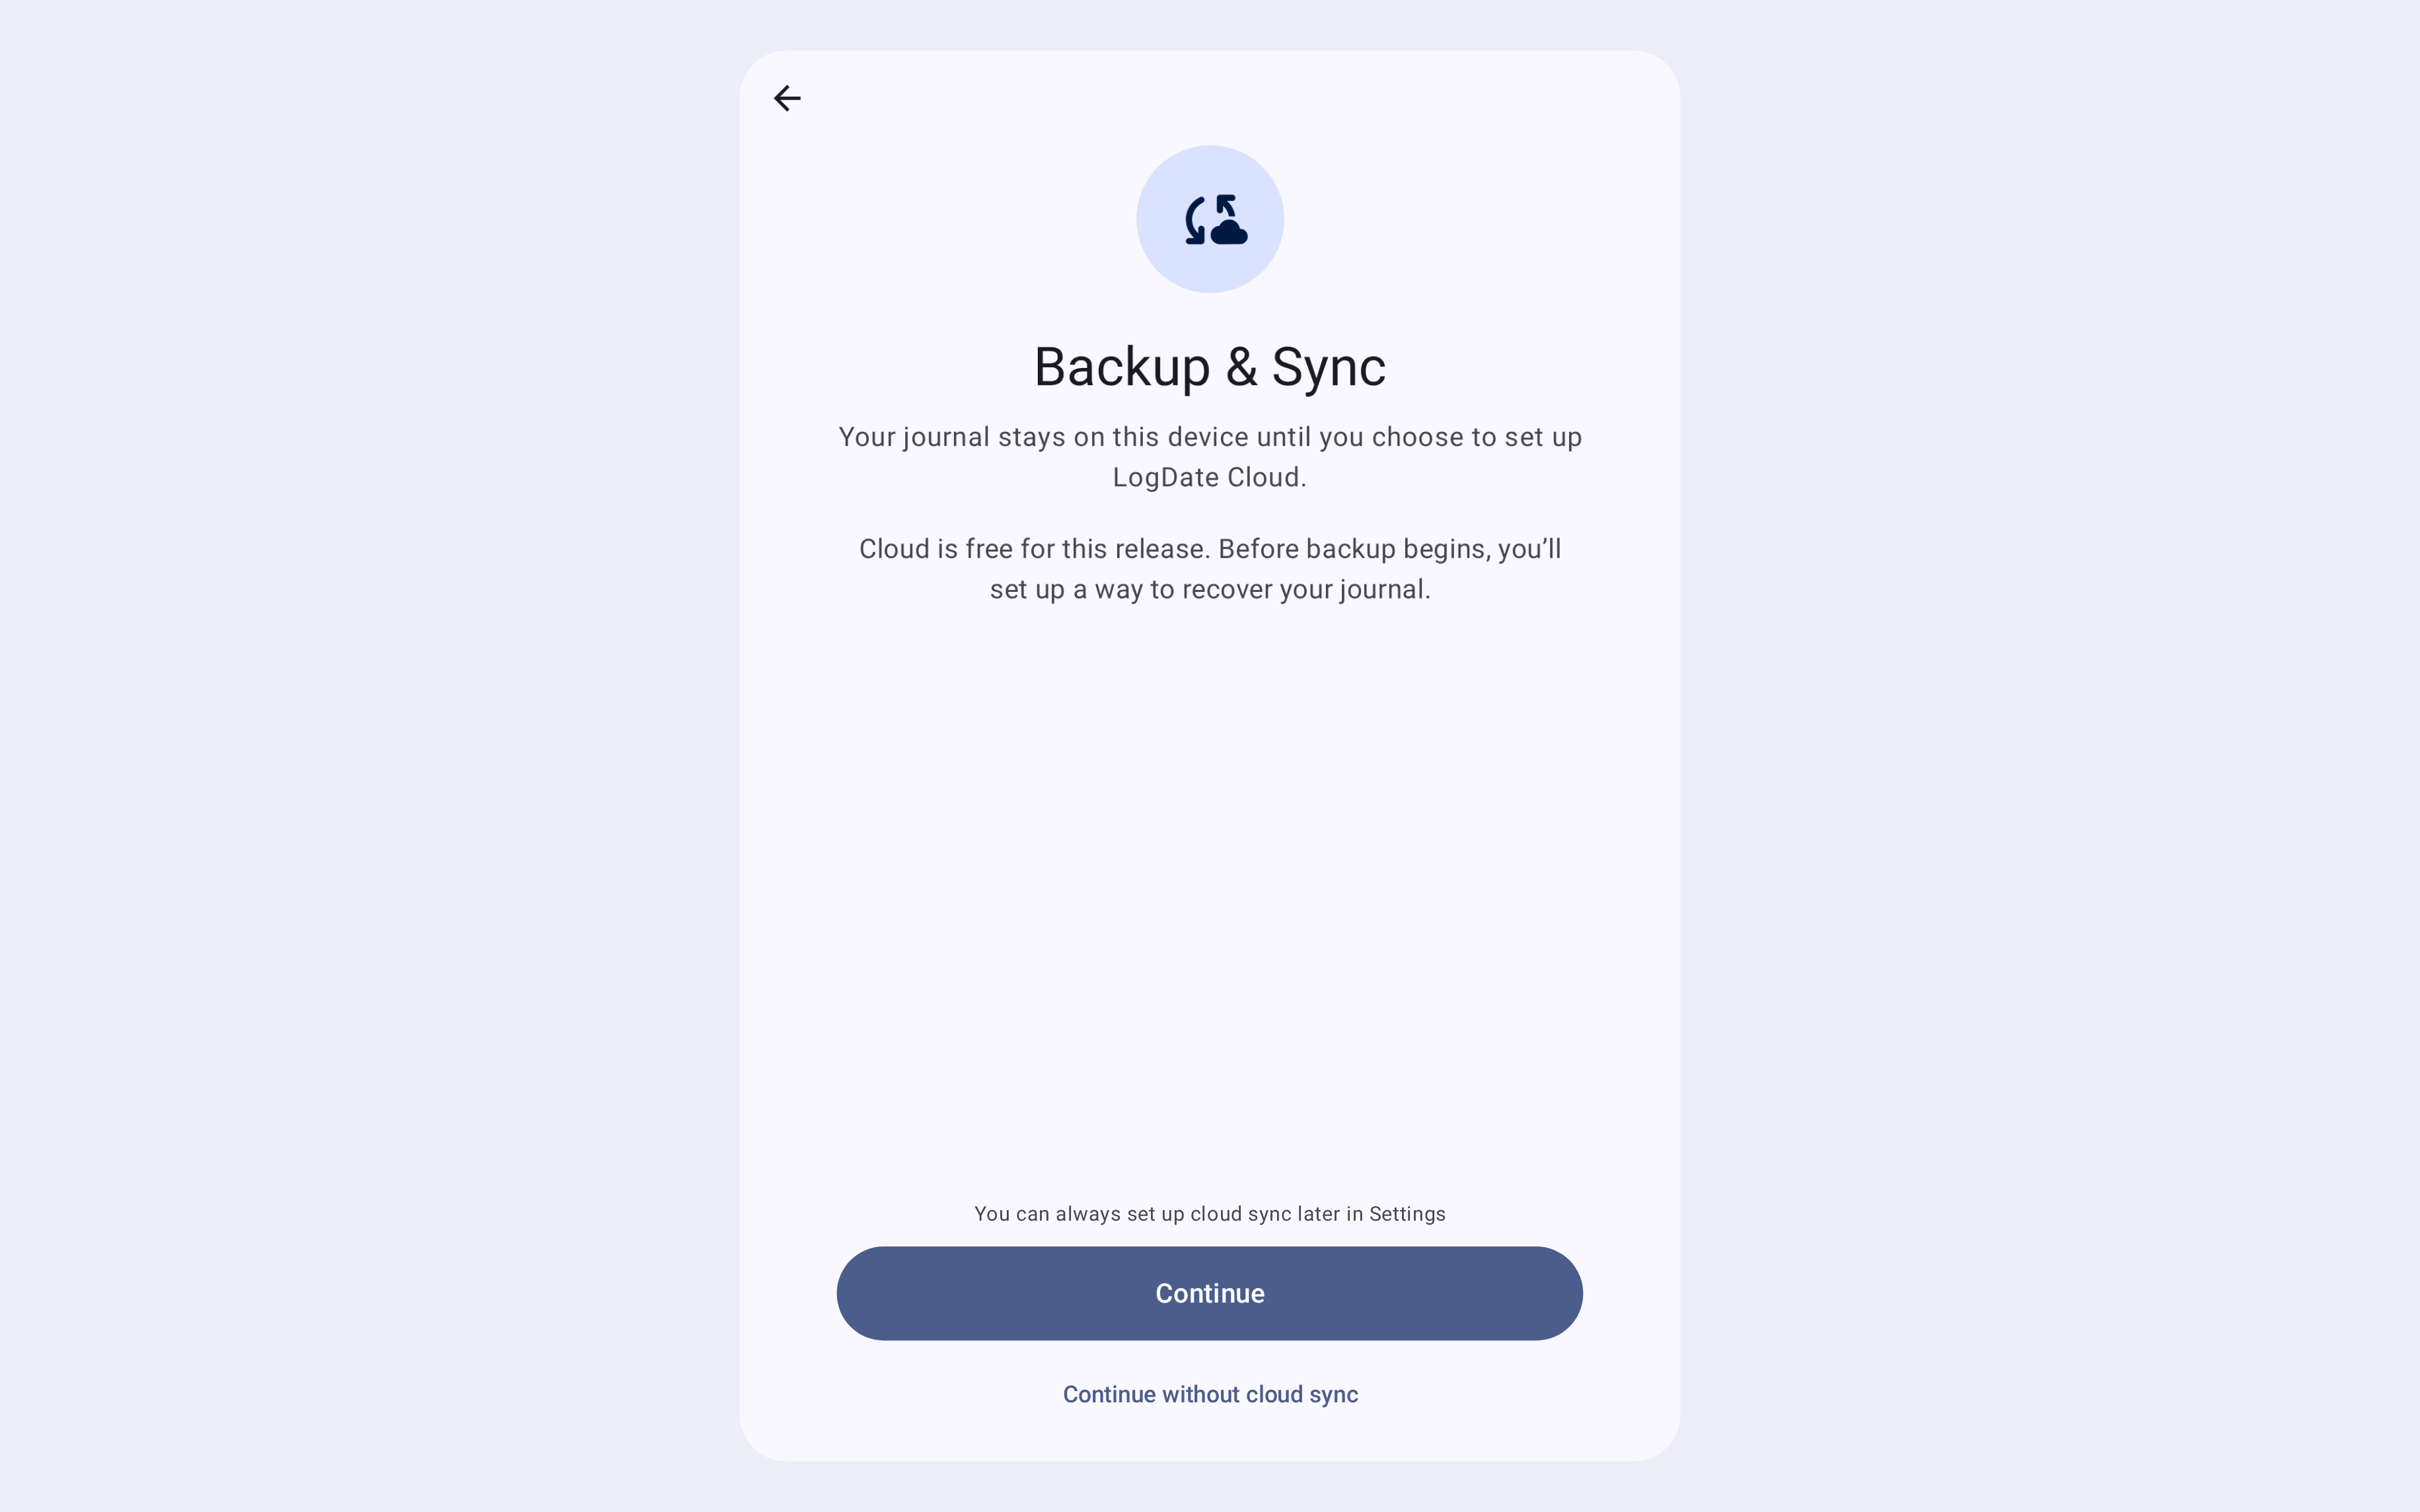 Backup & Sync
Your journal stays on this device until you choose to set up
LogDate Cloud.
Cloud is free for this release. Before backup begins, you’ll
set up a way to recover your journal.
You can always set up cloud sync later in Settings
Continue
Continue without cloud sync